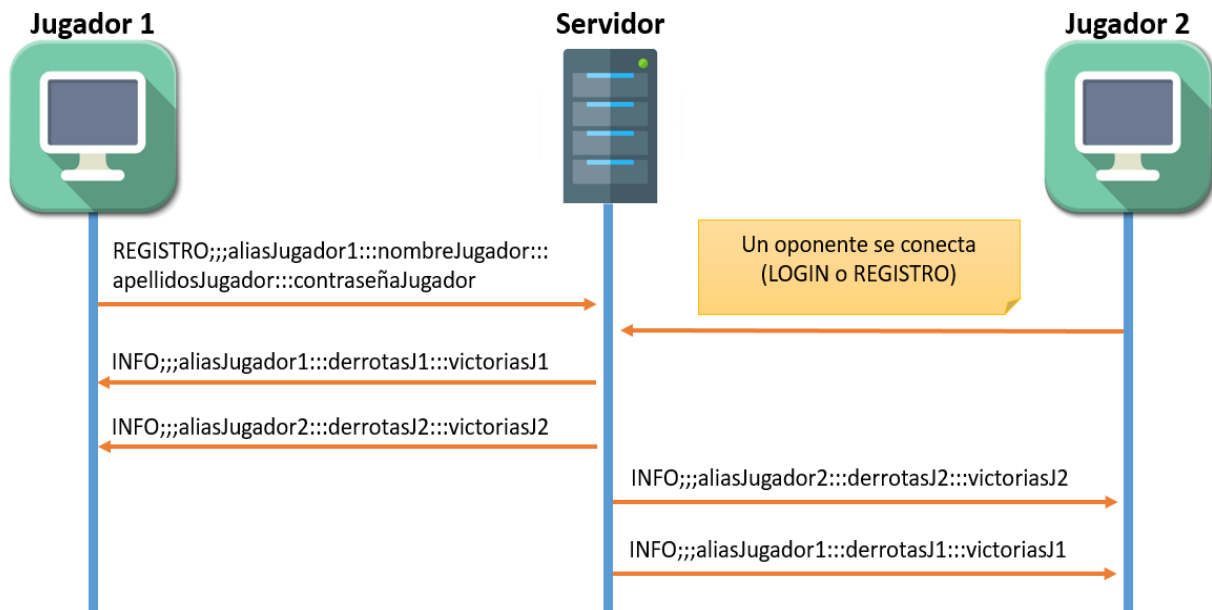 Jugador 1
Servidor
Jugador 2
REGISTRO;;;aliasJugador1:::nombreJugador:::
apellidosJugador:::contraseñaJugador
Un oponente se conecta
(LOGIN o REGISTRO)
INFO;;;aliasJugador1:::derrotasJ1:::victoriasJ1
INFO;;;aliasJugador2:::derrotasJ2:::victoriasJ2
INFO;;;aliasJugador2:::derrotasJ2:::victoriasJ2
INFO;;;aliasJugador1:::derrotasJ1:::victoriasJ1